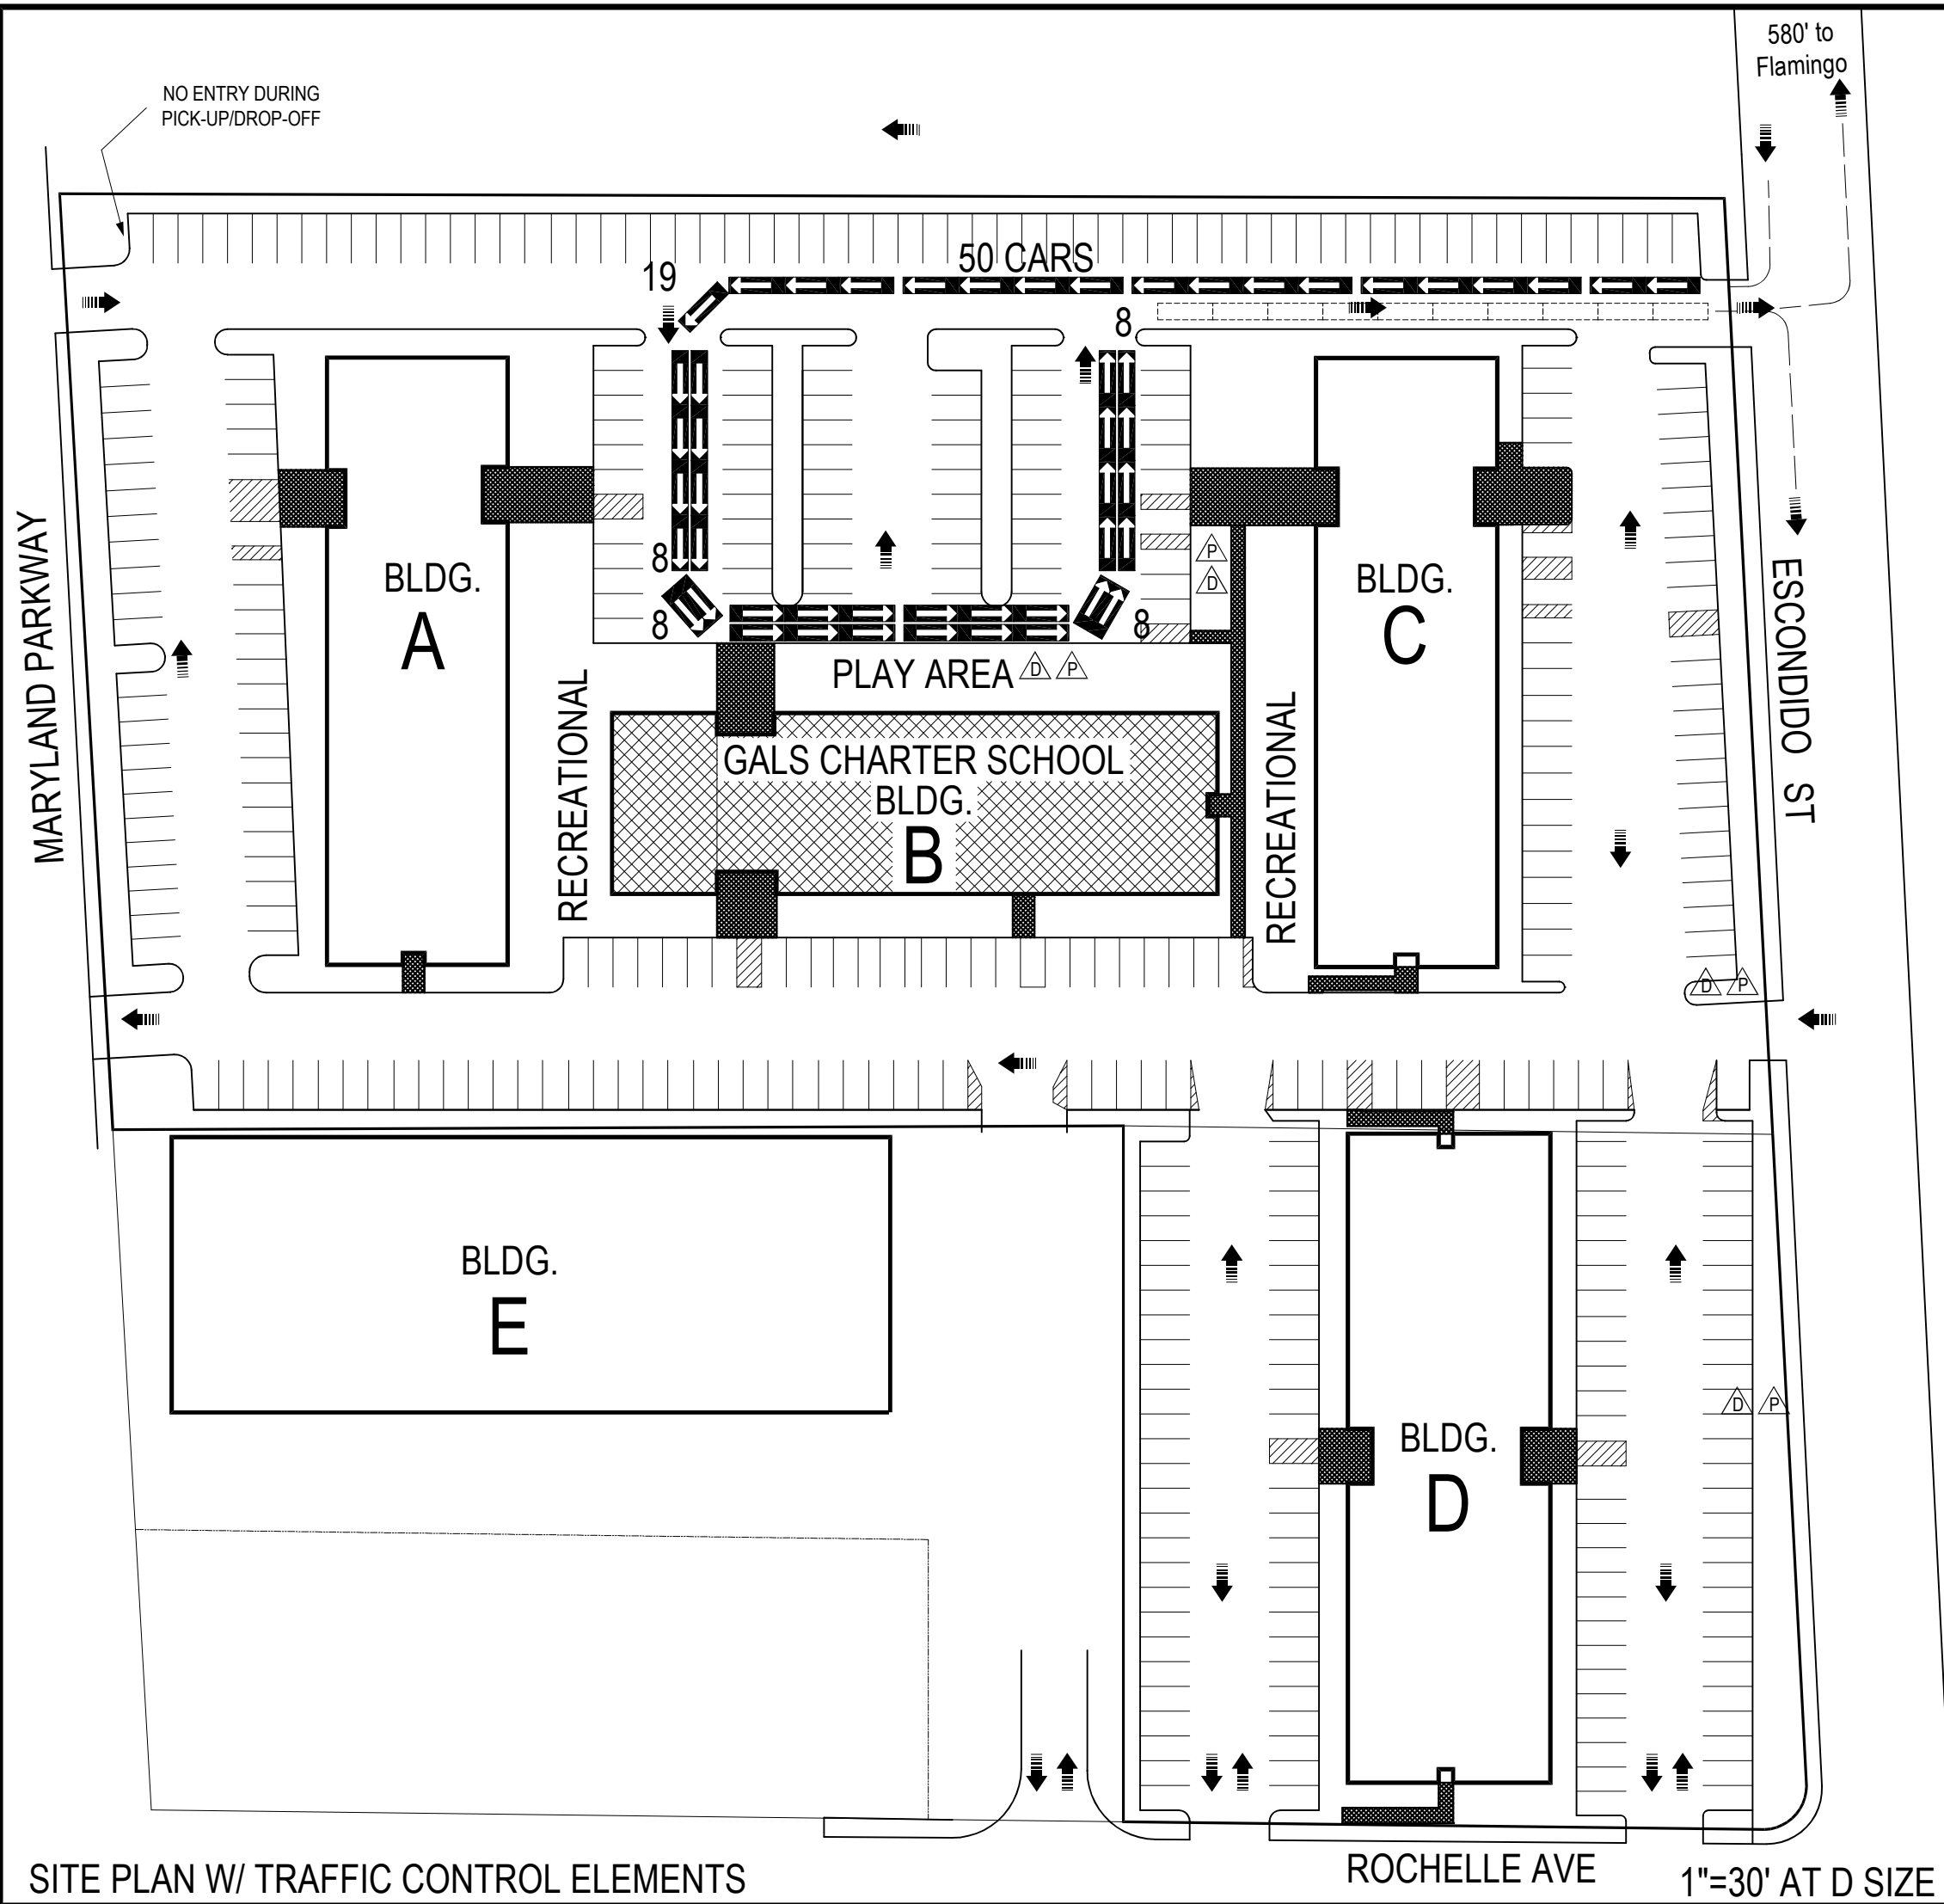 580' to
Flamingo
NO ENTRY DURING
PICK-UP/DROP-OFF
50 CARS
19
8
8
8
8
P
D
BLDG.
A
BLDG.
C
PLAY AREA D P
MARYLAND PARKWAY
RECREATIONAL
GALS CHARTER SCHOOL
BLDG.
B
RECREATIONAL
ESCONDIDO ST
D P
BLDG.
E
D P
BLDG.
D
ROCHELLE AVE
SITE PLAN W/ TRAFFIC CONTROL ELEMENTS
1"=30' AT D SIZE